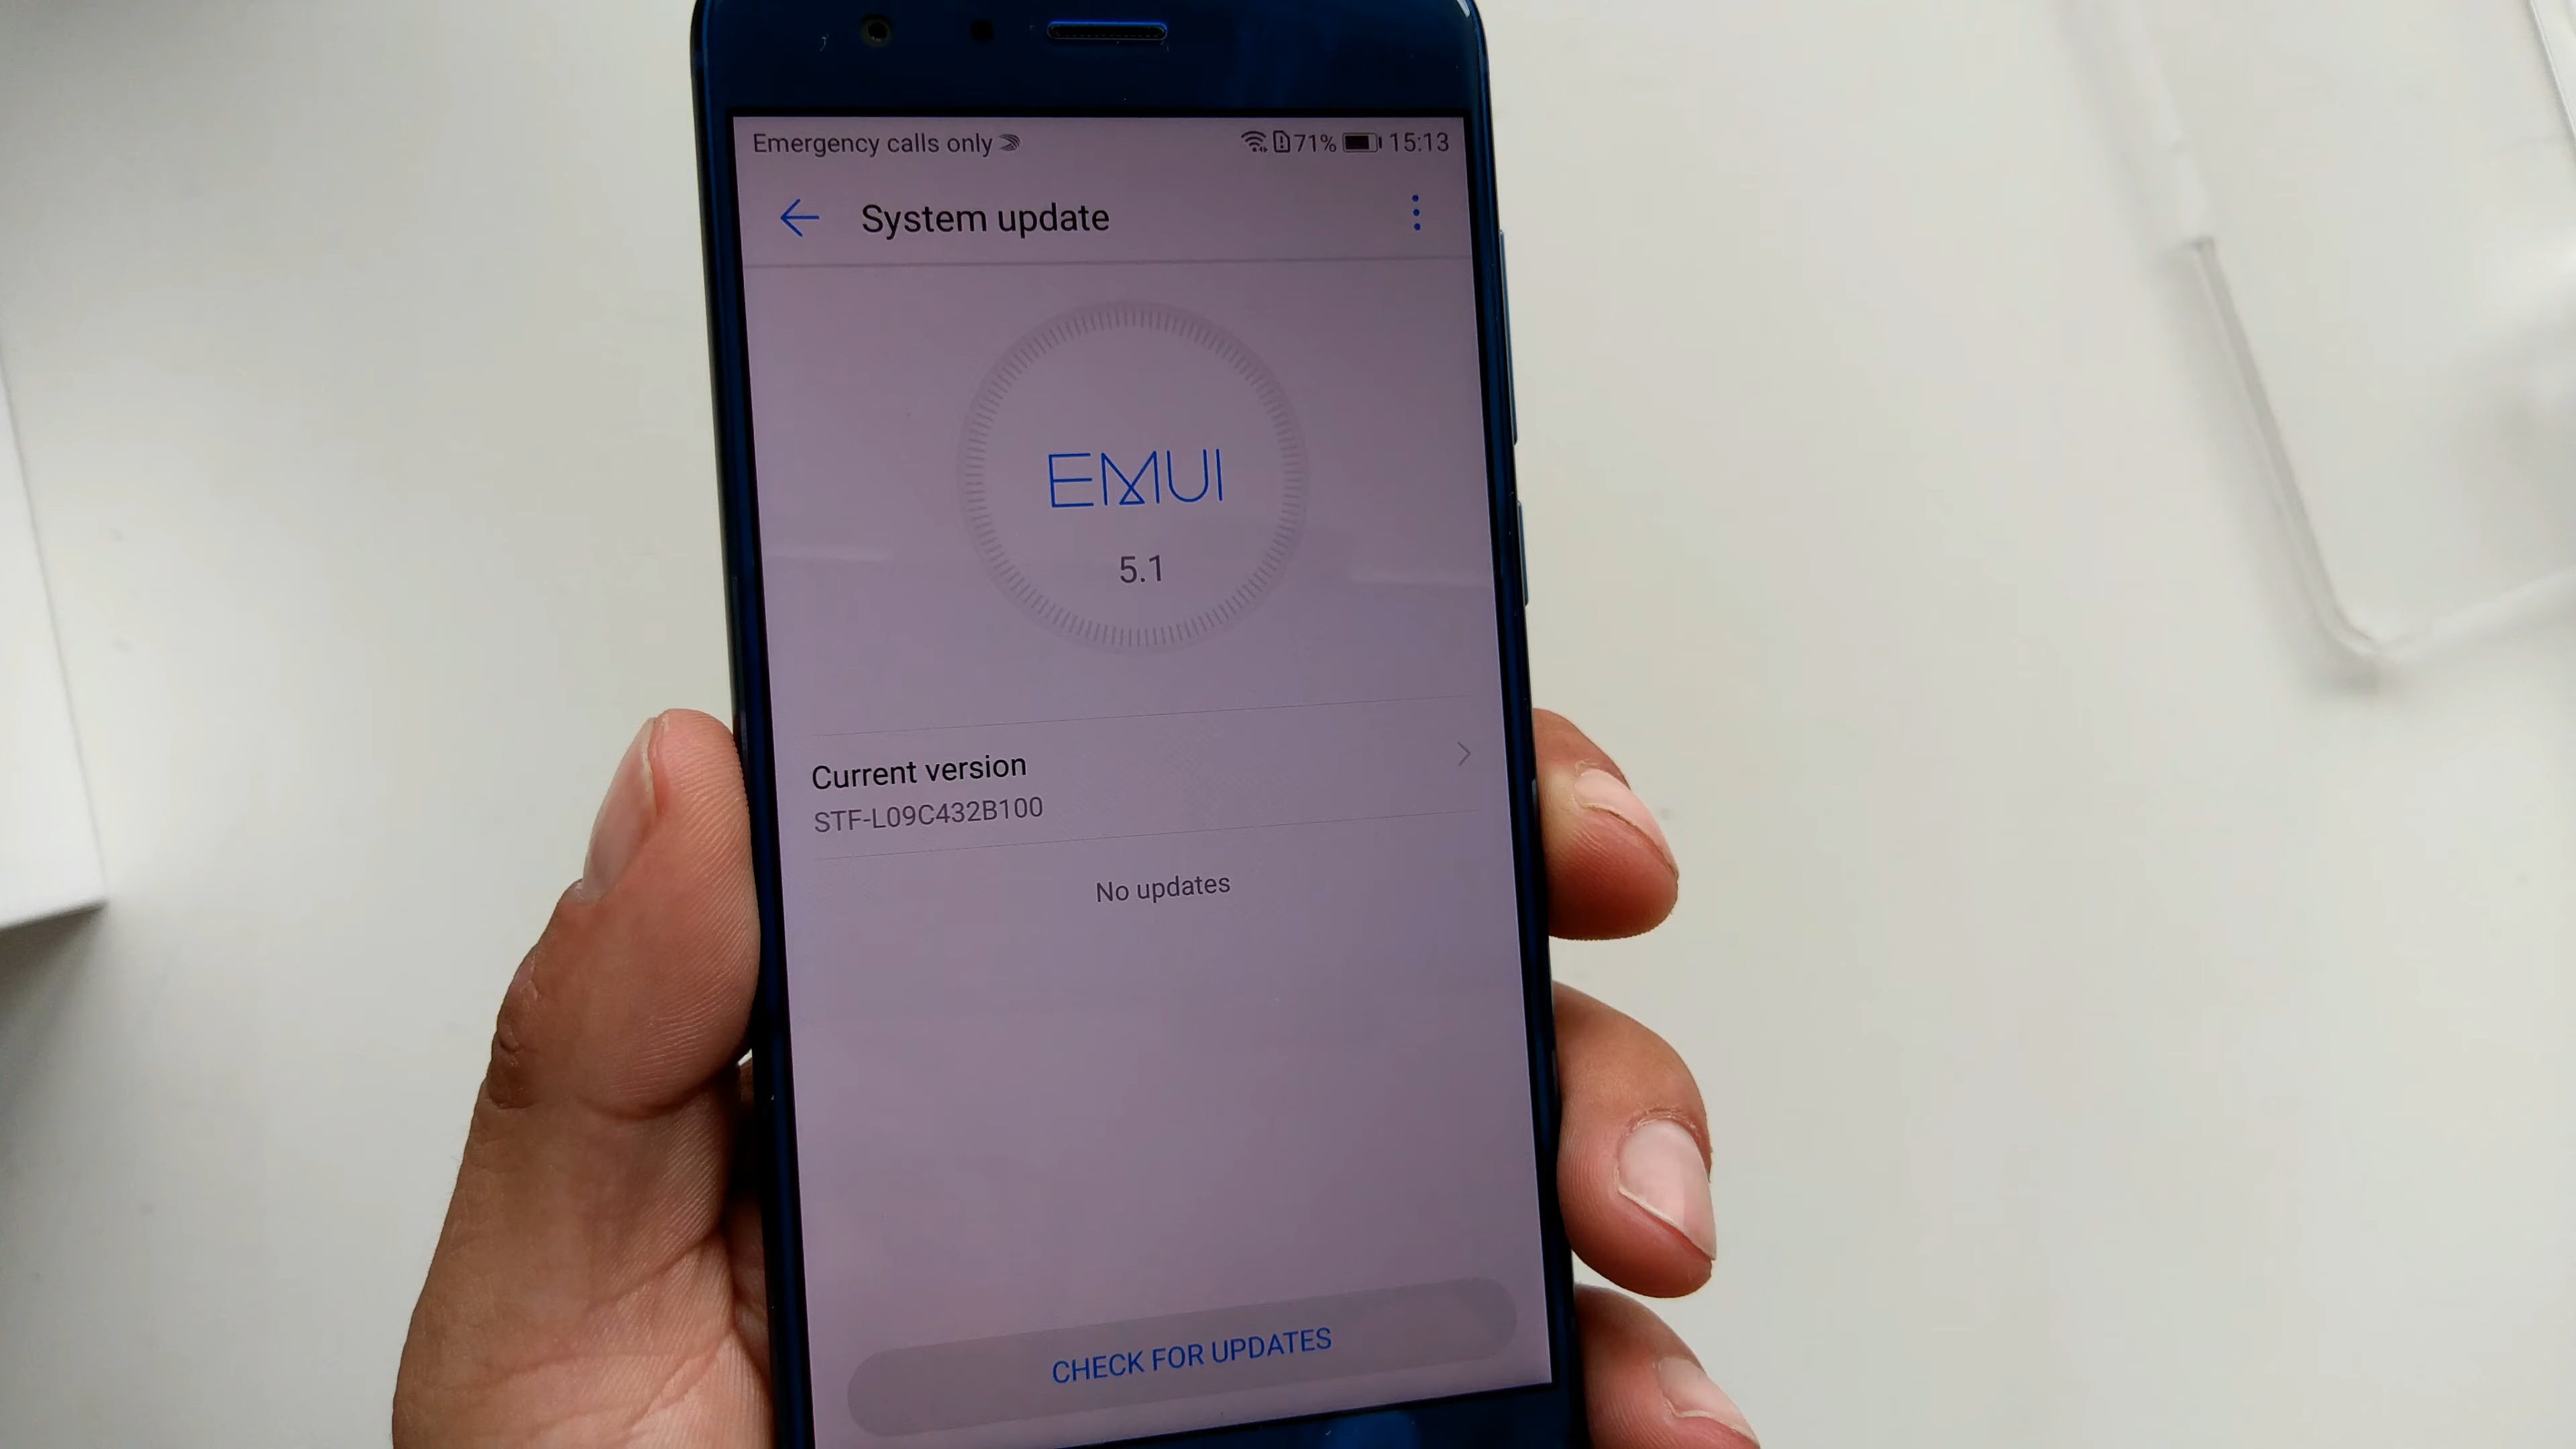 Emergency calls only 71% 15:13
System update
EMUI
5.1
Current version
STF-L09C432B100
No updates
CHECK FOR UPDATES